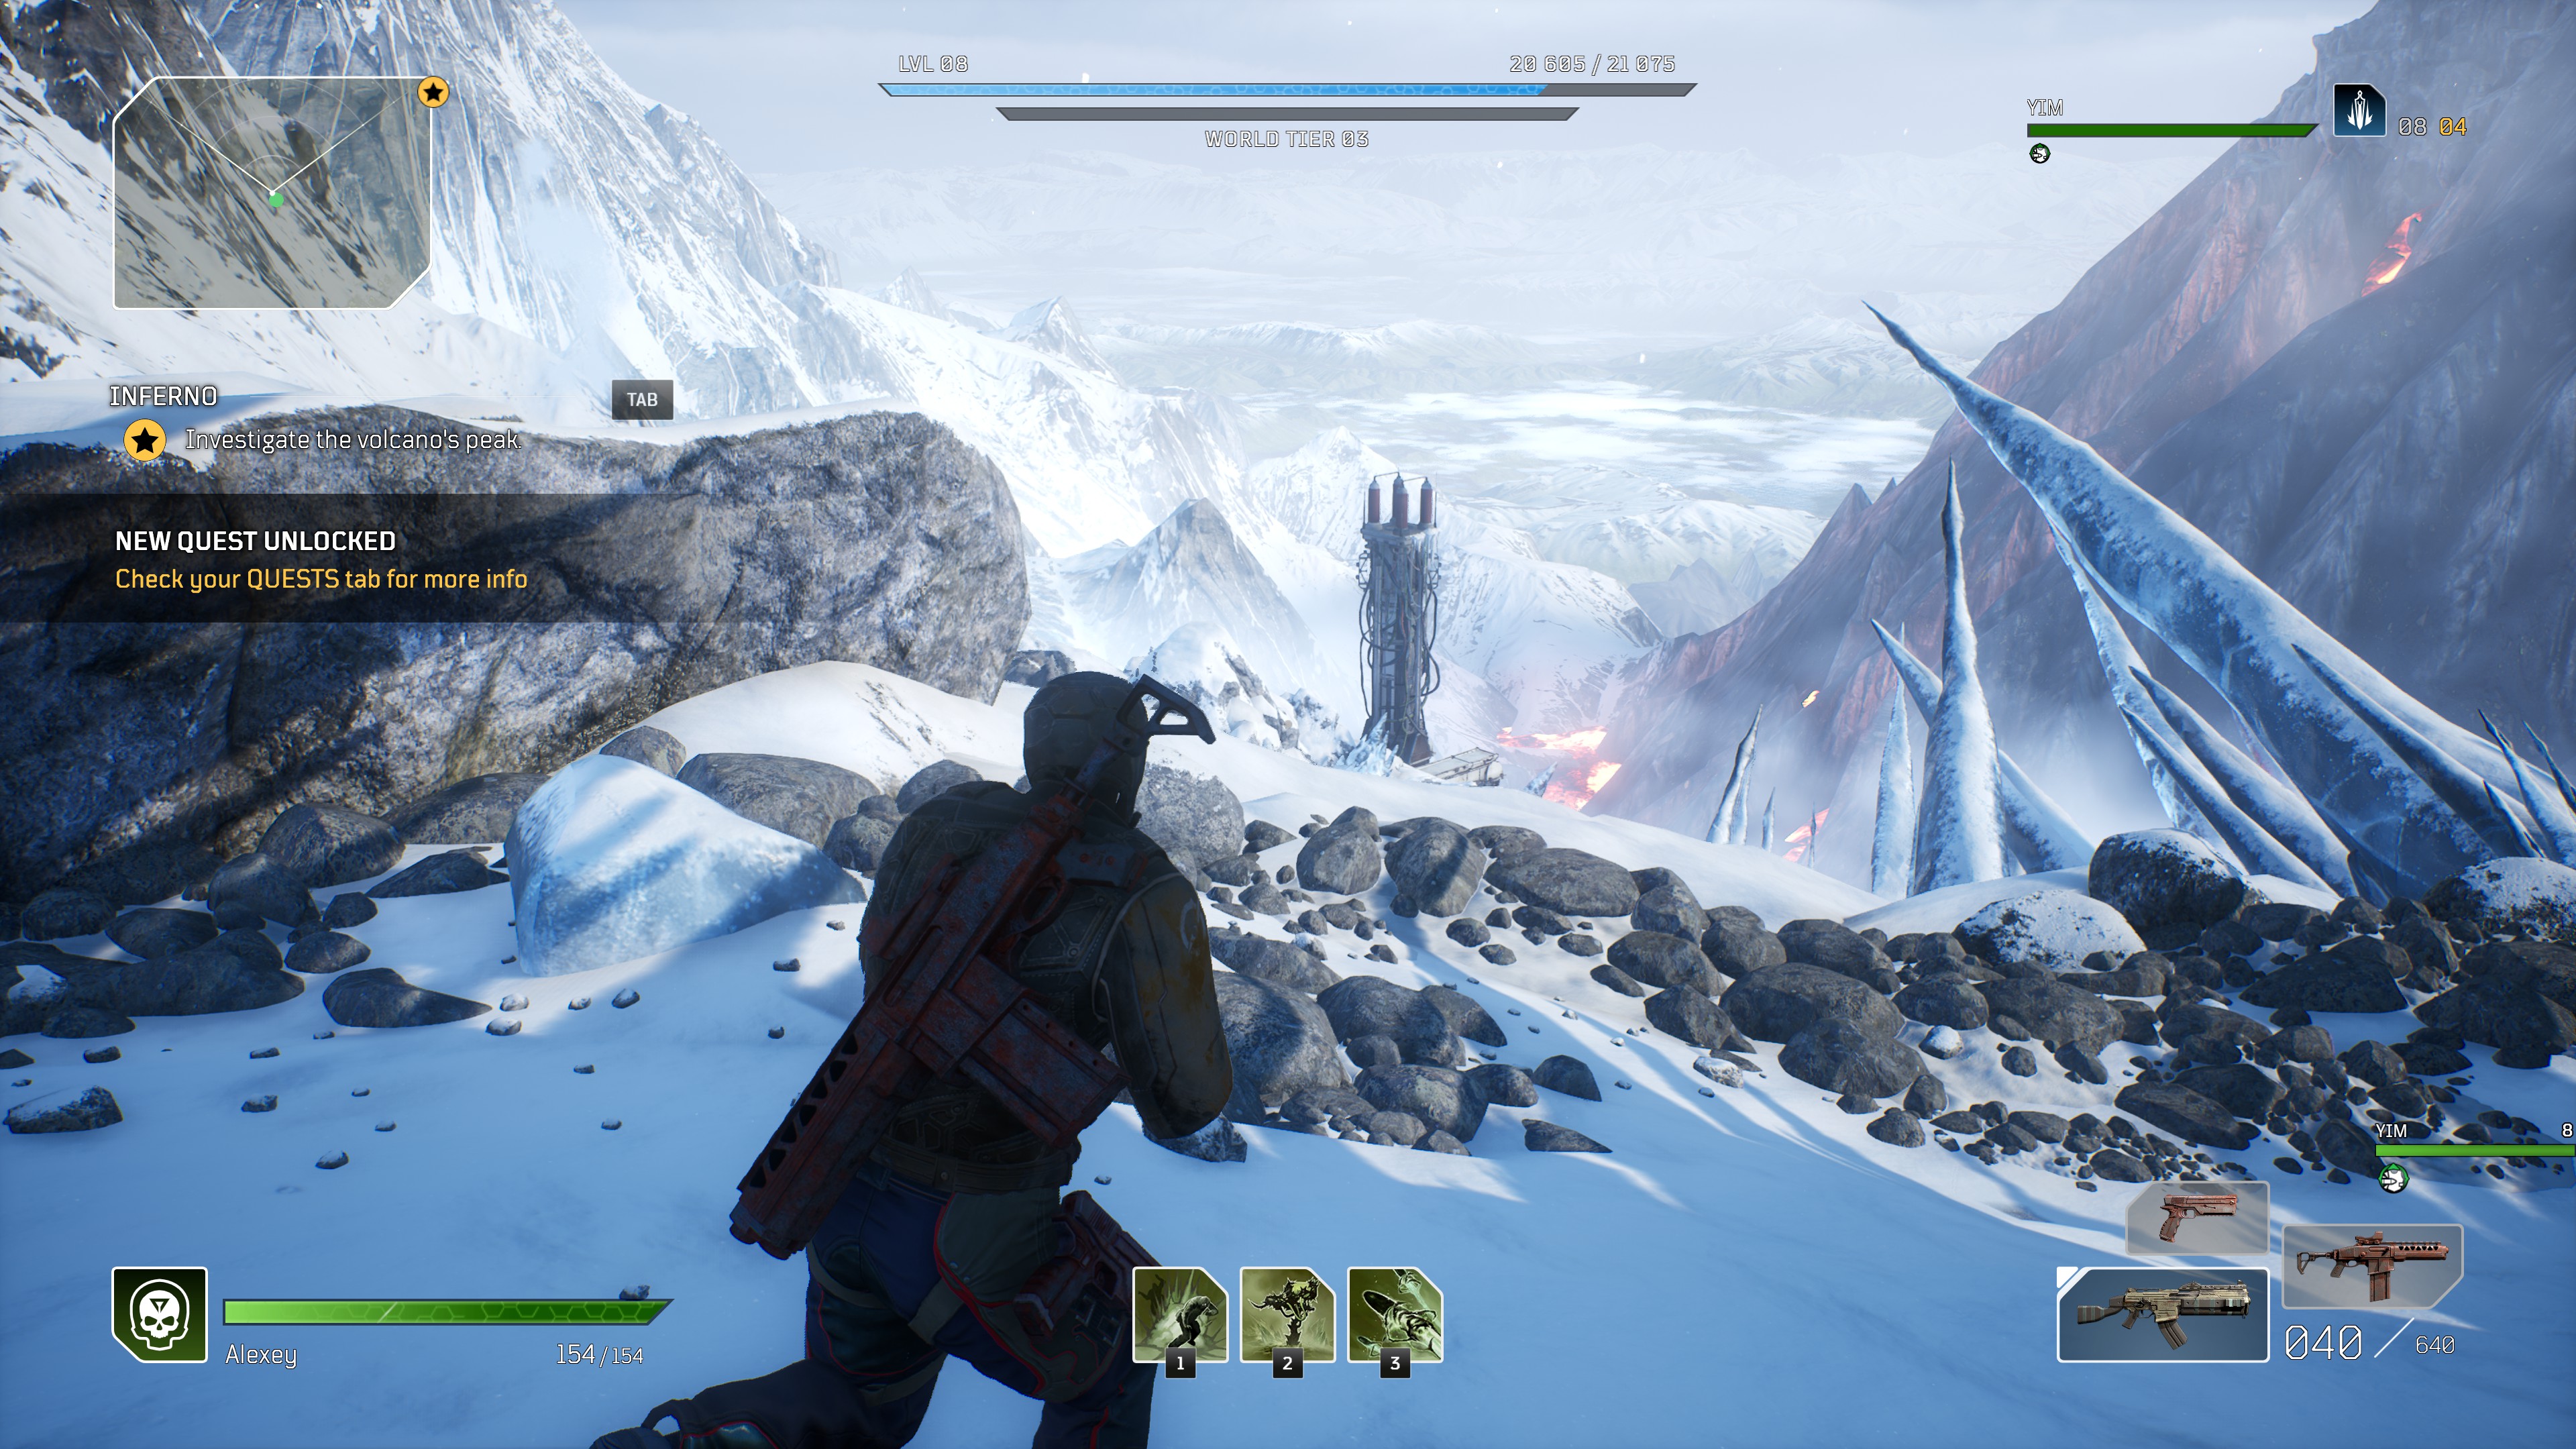 LVL 08
20 605 / 21 075
WORLD TIER 03
YIM
08 04
INFERNO
TAB
Investigate the volcano's peak.
NEW QUEST UNLOCKED
Check your QUESTS tab for more info
YIM
8
Alexey
154 / 154
1
2
3
040 / 640